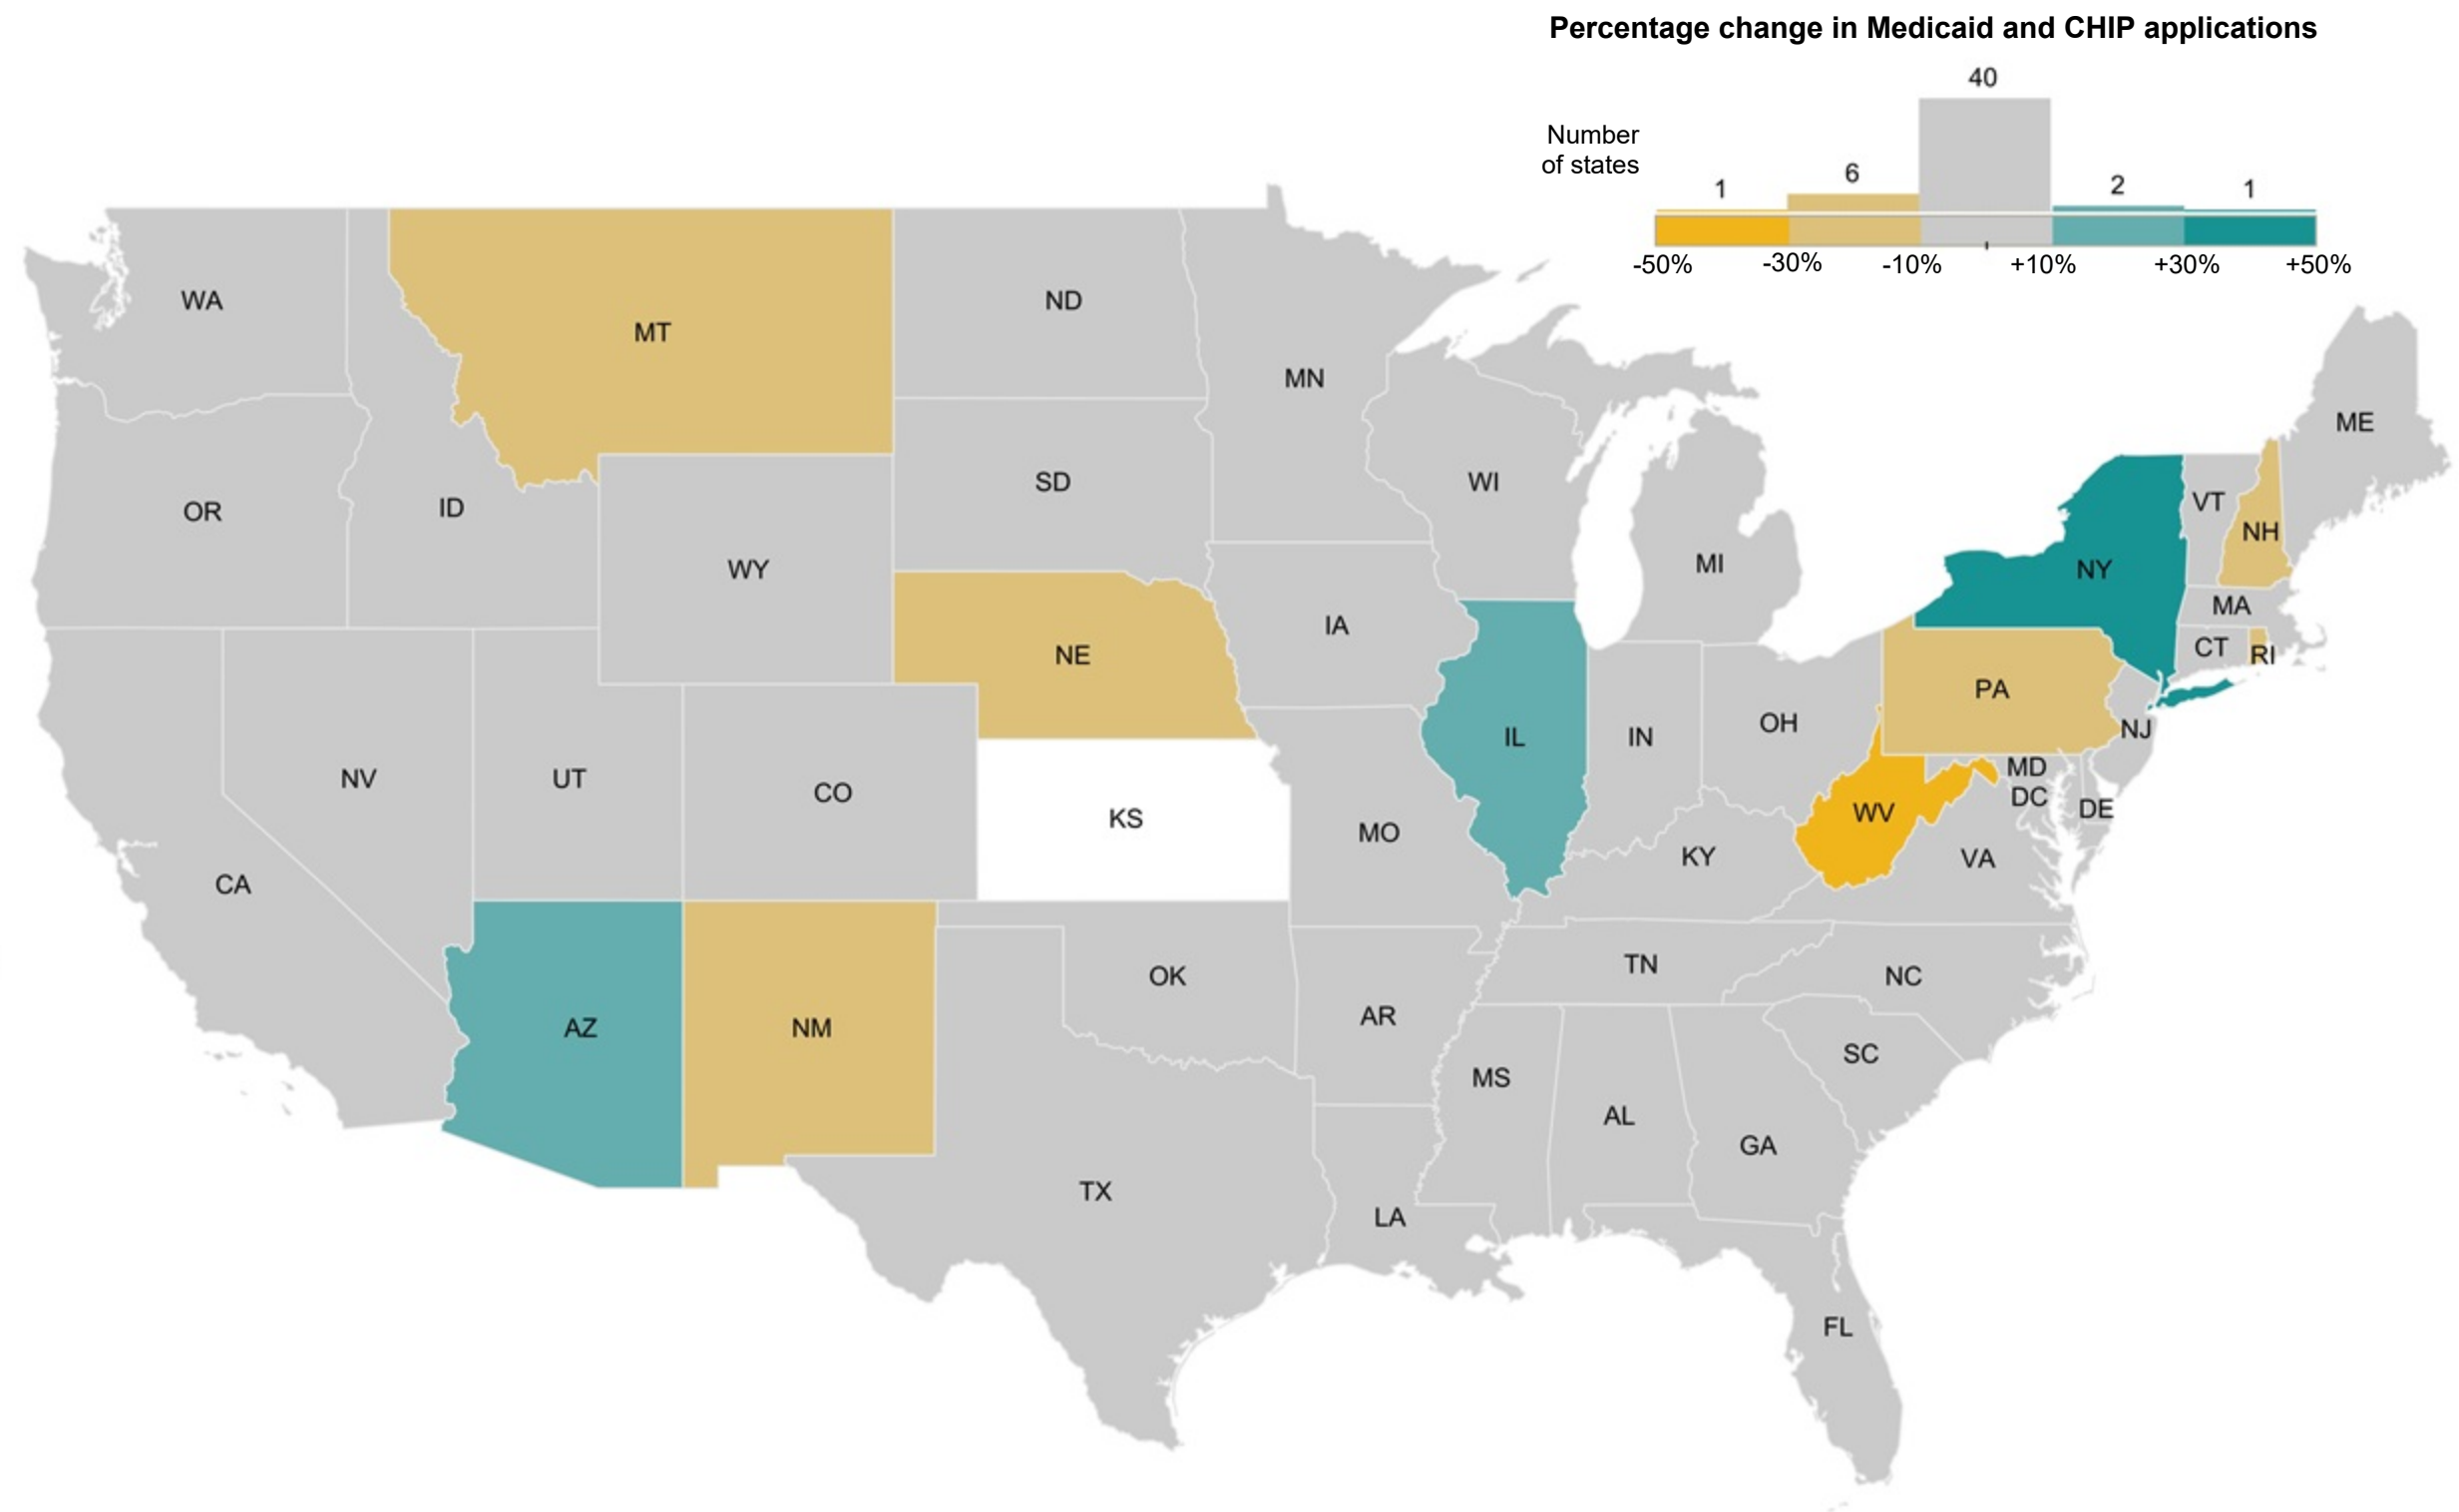 Percentage change in Medicaid and CHIP applications
40
Number
of states
1
6
2
1
-50%
-30%
-10%
+10%
+30%
+50%
WA
MT
ND
MN
ME
OR
ID
SD
WI
VT
NH
WY
MI
NY
MA
IA
NE
CT
RI
PA
NV
UT
CO
KS
MO
IL
IN
OH
NJ
MD
DC
DE
WV
KY
VA
CA
AZ
NM
OK
AR
TN
NC
MS
AL
GA
SC
TX
LA
FL